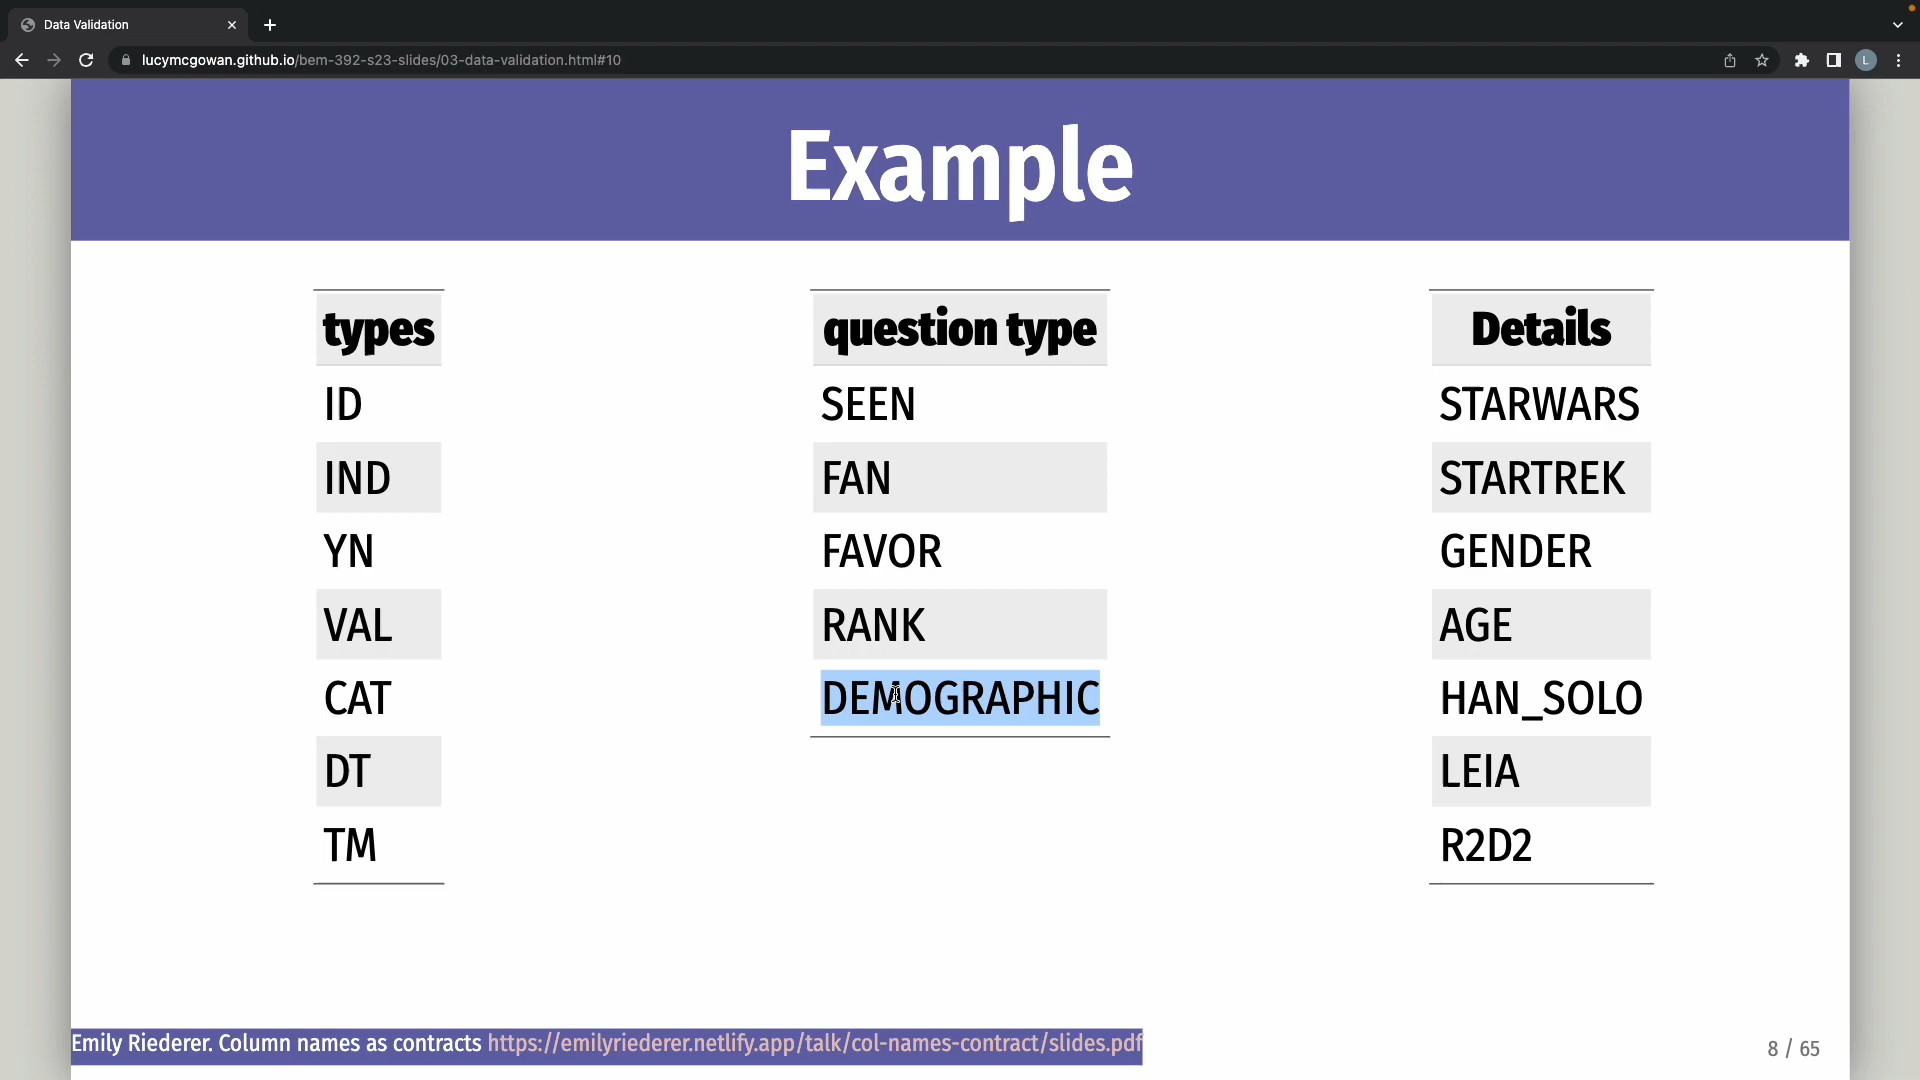 Data Validation
lucymcgowan.github.io/bem-392-s23-slides/03-data-validation.html#10
L
Example
types
ID
IND
YN
VAL
CAT
DT
TM
question type
SEEN
FAN
FAVOR
RANK
DEMOGRAPHIC
Details
STARWARS
STARTREK
GENDER
AGE
HAN_SOLO
LEIA
R2D2
Emily Riederer. Column names as contracts https://emilyriederer.netlify.app/talk/col-names-contract/slides.pdf
8 / 65